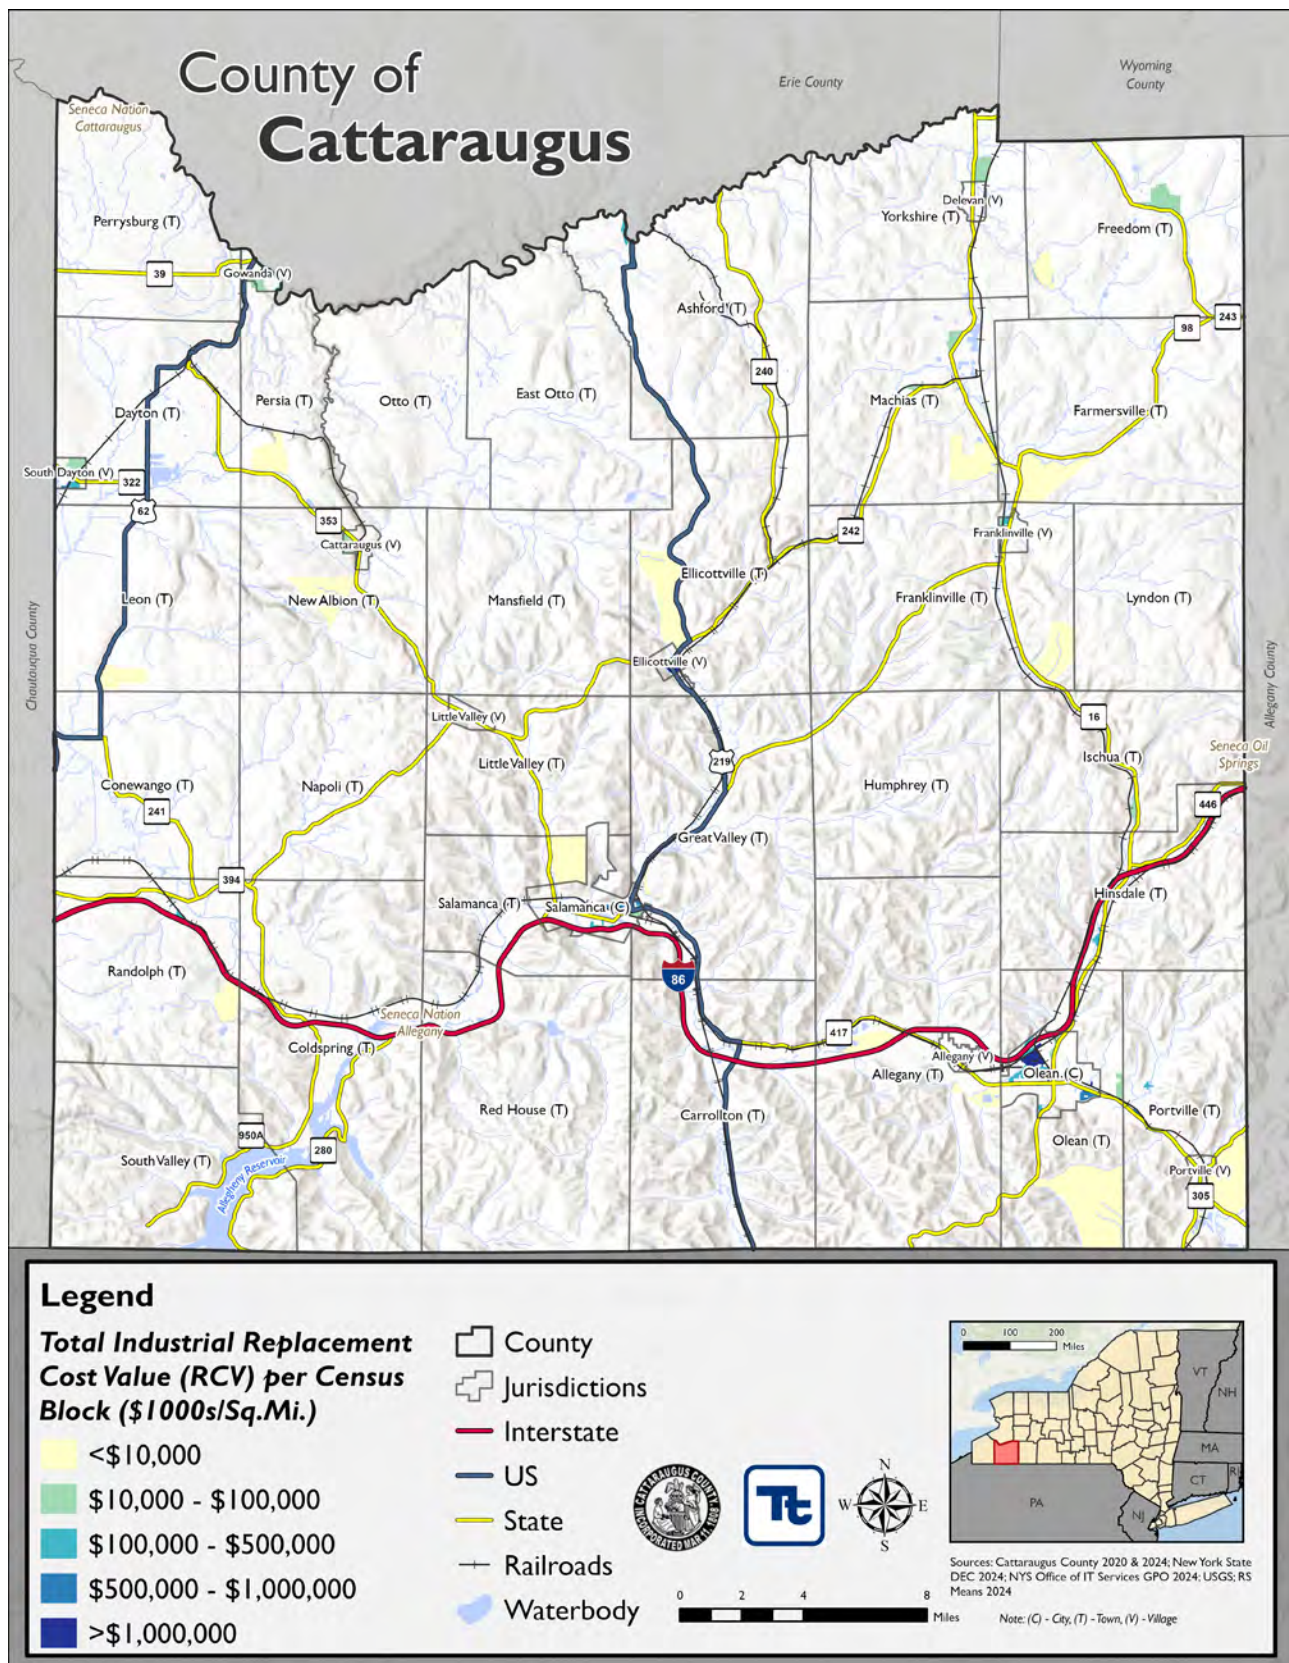 County of
Cattaraugus
Erie County
Wyoming
County
Seneca Nation
Cattaraugus
Delevan (V)
Yorkshire (T)
Perrysburg (T)
Freedom (T)
39
Gowanda (V)
Ashford (T)
98
243
240
Dayton (T)
Persia (T)
Otto (T)
East Otto (T)
Machias (T)
Farmersville (T)
South Dayton (V)
322
62
353
242
Cattaraugus (V)
Franklinville (V)
Ellicottville (T)
Leon (T)
New Albion (T)
Mansfield (T)
Franklinville (T)
Lyndon (T)
Chautauqua County
Allegany County
Ellicottville (V)
Little Valley (V)
16
Seneca Oil
Springs
Ischua (T)
219
Little Valley (T)
Conewango (T)
Napoli (T)
Humphrey (T)
241
446
Great Valley (T)
394
Hinsdale (T)
Salamanca (T)
Salamanca (C)
Randolph (T)
86
Seneca Nation
Allegany
417
Coldspring (T)
Allegany (V)
Allegany (T)
Olean (C)
Red House (T)
Carrollton (T)
Portville (T)
950A
280
Olean (T)
South Valley (T)
Allegheny Reservoir
Portville (V)
305
Legend
Total Industrial Replacement
Cost Value (RCV) per Census
Block ($1000s/Sq.Mi.)
<$10,000
$10,000 - $100,000
$100,000 - $500,000
$500,000 - $1,000,000
>$1,000,000
County
Jurisdictions
Interstate
US
State
Railroads
Waterbody
CATTARAUGUS COUNTY,
INCORPORATED MAR. 11, 1808
Tt
N
W
E
S
0 4 8
Miles
0 100 200
Miles
VT
NH
MA
CT
RI
PA
NJ
Sources: Cattaraugus County 2020 & 2024; New York State
DEC 2024; NYS Office of IT Services GPO 2024; USGS; RS
Means 2024
Note: (C) - City, (T) - Town, (V) - Village